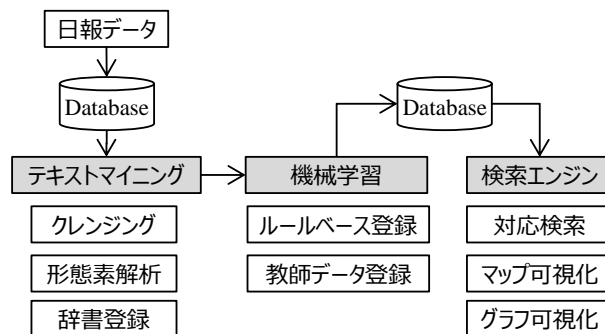 日報データ
Database
Database
テキストマイニング
機械学習
検索エンジン
クレンジング
ルールベース登録
対応検索
形態素解析
教師データ登録
マップ可視化
辞書登録
グラフ可視化